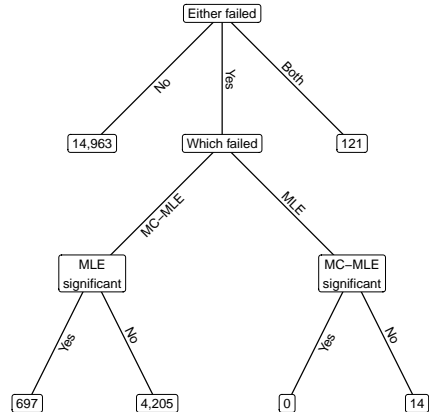 Either failed
No
Yes
Both
14,963
Which failed
121
MC−MLE
MLE
MLE
significant
MC−MLE
significant
Yes
No
Yes
No
697
4,205
0
14